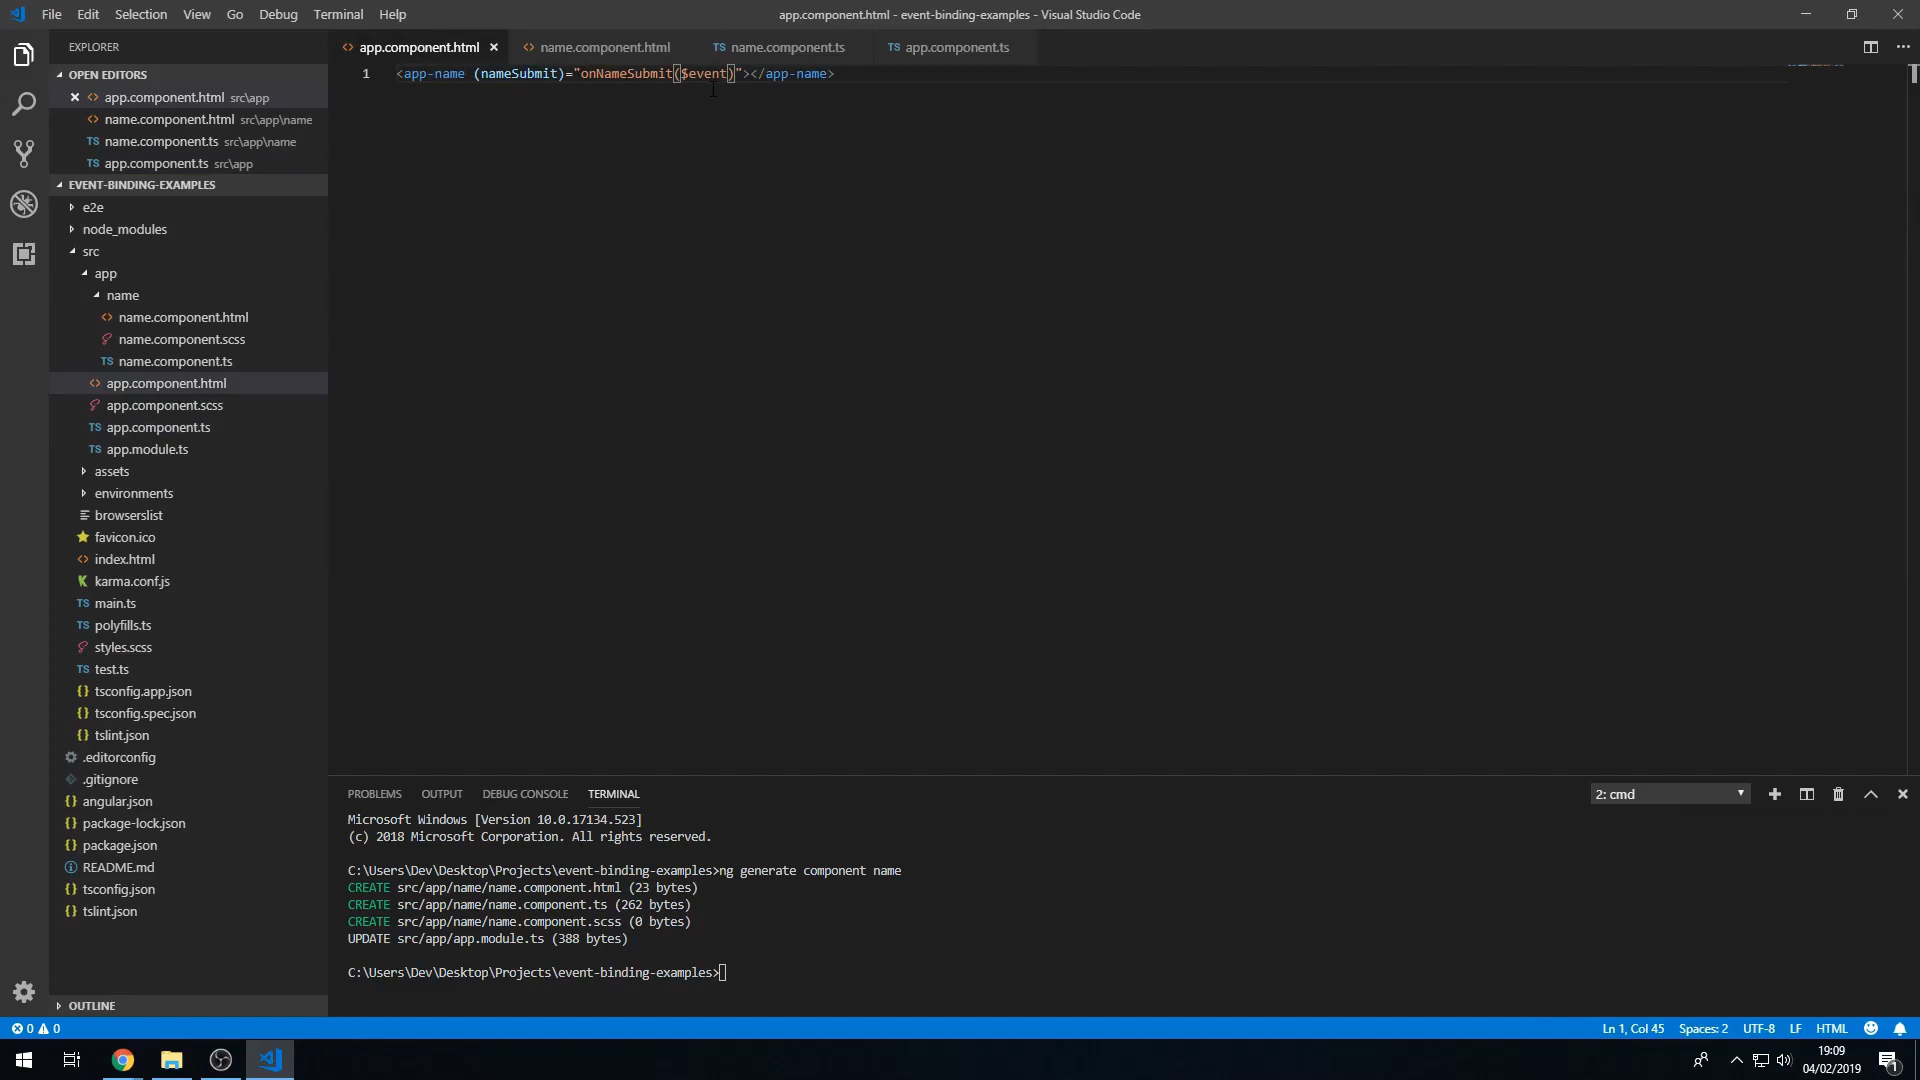 File Edit Selection View Go Debug Terminal Help
app.component.html - event-binding-examples - Visual Studio Code
EXPLORER
OPEN EDITORS
app.component.html src\app
name.component.html src\app\name
TS name.component.ts src\app\name
TS app.component.ts src\app
EVENT-BINDING-EXAMPLES
e2e
node_modules
src
app
name
name.component.html
name.component.scss
TS name.component.ts
app.component.html
app.component.scss
TS app.component.ts
TS app.module.ts
assets
environments
browserslist
favicon.ico
index.html
karma.conf.js
TS main.ts
TS polyfills.ts
styles.scss
TS test.ts
{} tsconfig.app.json
{} tsconfig.spec.json
{} tslint.json
.editorconfig
.gitignore
{} angular.json
{} package-lock.json
{} package.json
README.md
{} tsconfig.json
{} tslint.json
OUTLINE
app.component.html name.component.html TS name.component.ts TS app.component.ts
1 <app-name (nameSubmit)="onNameSubmit($event)"></app-name>
PROBLEMS OUTPUT DEBUG CONSOLE TERMINAL
2: cmd
Microsoft Windows [Version 10.0.17134.523]
(c) 2018 Microsoft Corporation. All rights reserved.
C:\Users\Dev\Desktop\Projects\event-binding-examples>ng generate component name
CREATE src/app/name/name.component.html (23 bytes)
CREATE src/app/name/name.component.ts (262 bytes)
CREATE src/app/name/name.component.scss (0 bytes)
UPDATE src/app/app.module.ts (388 bytes)
C:\Users\Dev\Desktop\Projects\event-binding-examples>
0 0
Ln 1, Col 45 Spaces: 2 UTF-8 LF HTML
19:09
04/02/2019
1